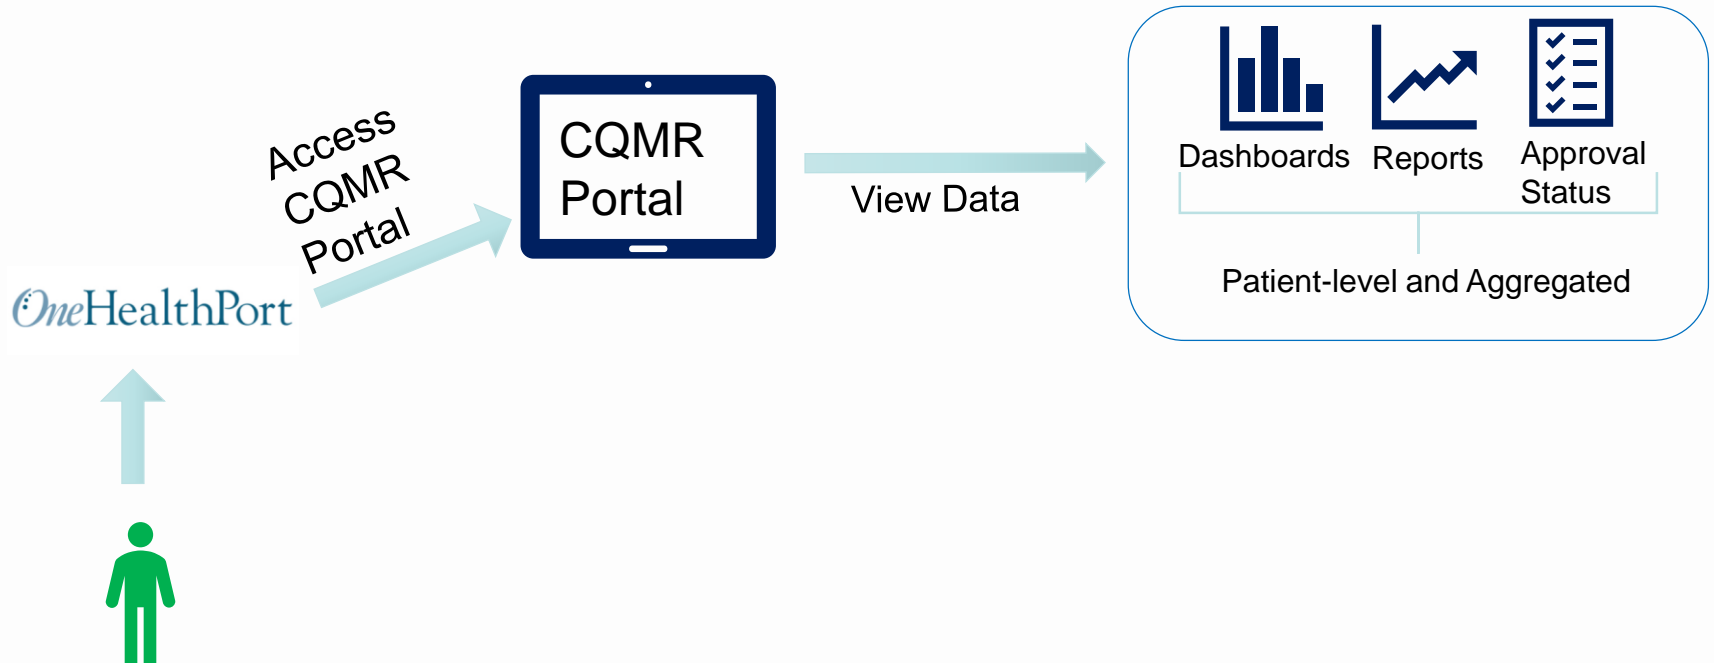 Access
CQMR
Portal
OneHealthPort
CQMR
Portal
View Data
Dashboards
Reports
Approval
Status
Patient-level and Aggregated